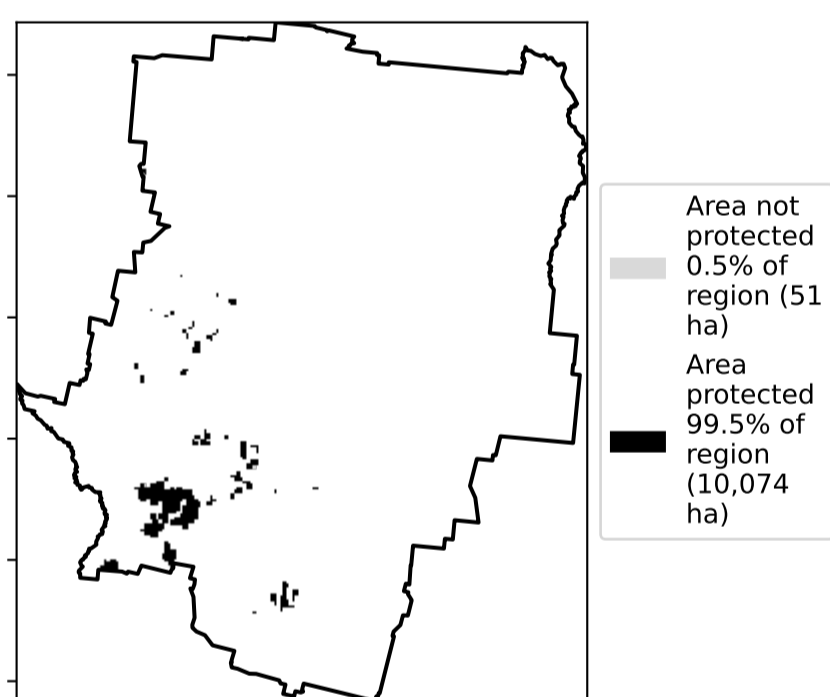 Area not
protected
0.5% of
region (51
ha)
Area
protected
99.5% of
region
(10,074
ha)